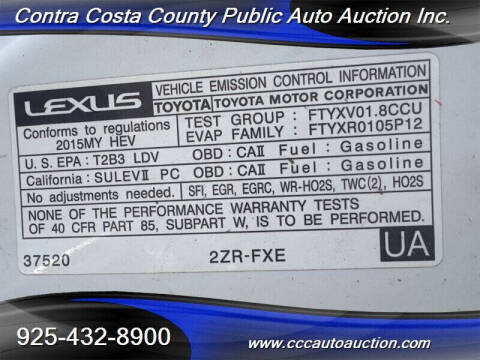 Contra Costa County Public Auto Auction Inc.
LEXUS
VEHICLE EMISSION CONTROL INFORMATION
TOYOTA TOYOTA MOTOR CORPORATION
Conforms to regulations
2015MY HEV
TEST GROUP : FTYXV01.8CCU
EVAP FAMILY : FTYXR0105P12
U.S. EPA : T2B3 LDV OBD : CAII Fuel : Gasoline
California : SULEVII PC OBD : CAII Fuel : Gasoline
No adjustments needed. SFI, EGR, EGRC, WR-HO2S, TWC(2), HO2S
NONE OF THE PERFORMANCE WARRANTY TESTS
OF 40 CFR PART 85, SUBPART W, IS TO BE PERFORMED.
37520 2ZR-FXE UA
925-432-8900 www.cccautoauction.com